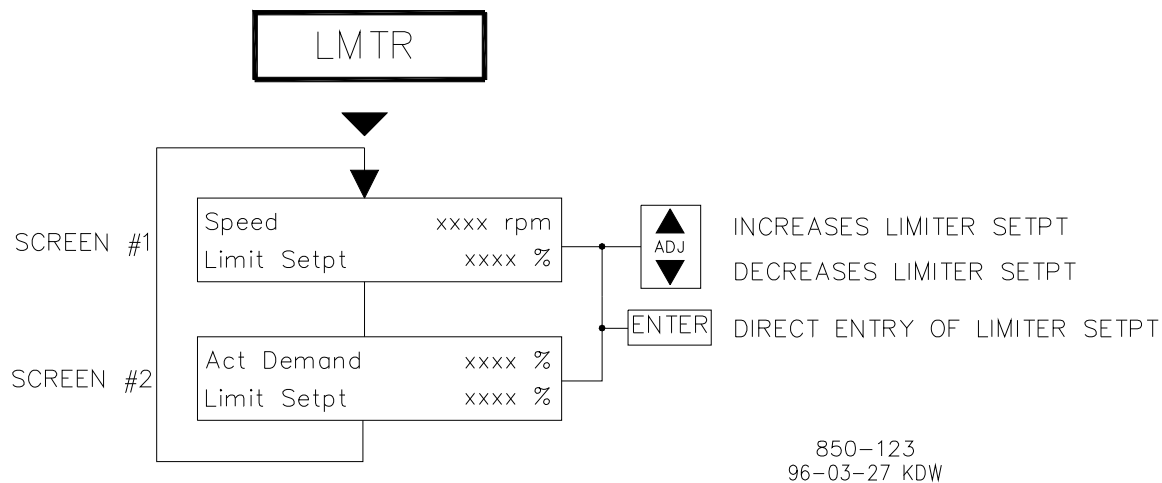 LMTR
SCREEN #1
Speed xxxx rpm
Limit Setpt xxxx %
ADJ
INCREASES LIMITER SETPT
DECREASES LIMITER SETPT
ENTER DIRECT ENTRY OF LIMITER SETPT
SCREEN #2
Act Demand xxxx %
Limit Setpt xxxx %
850-123
96-03-27 KDW